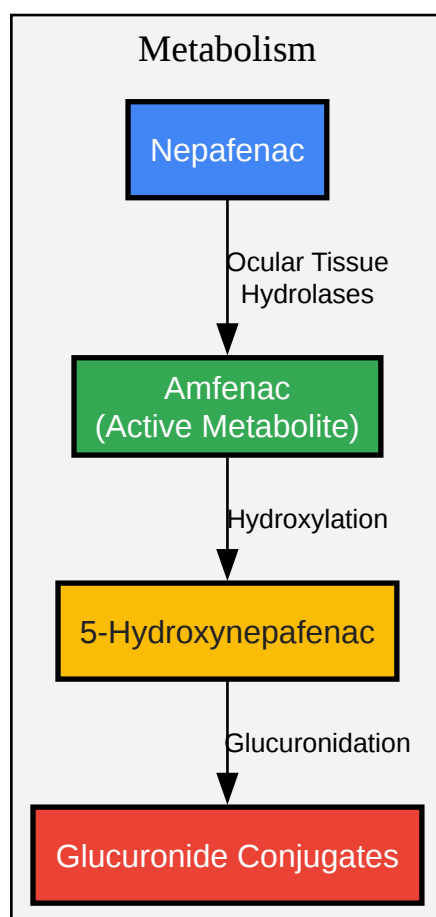 Metabolism
Nepafenac
Ocular Tissue
Hydrolases
Amfenac
(Active Metabolite)
Hydroxylation
5-Hydroxynepafenac
Glucuronidation
Glucuronide Conjugates